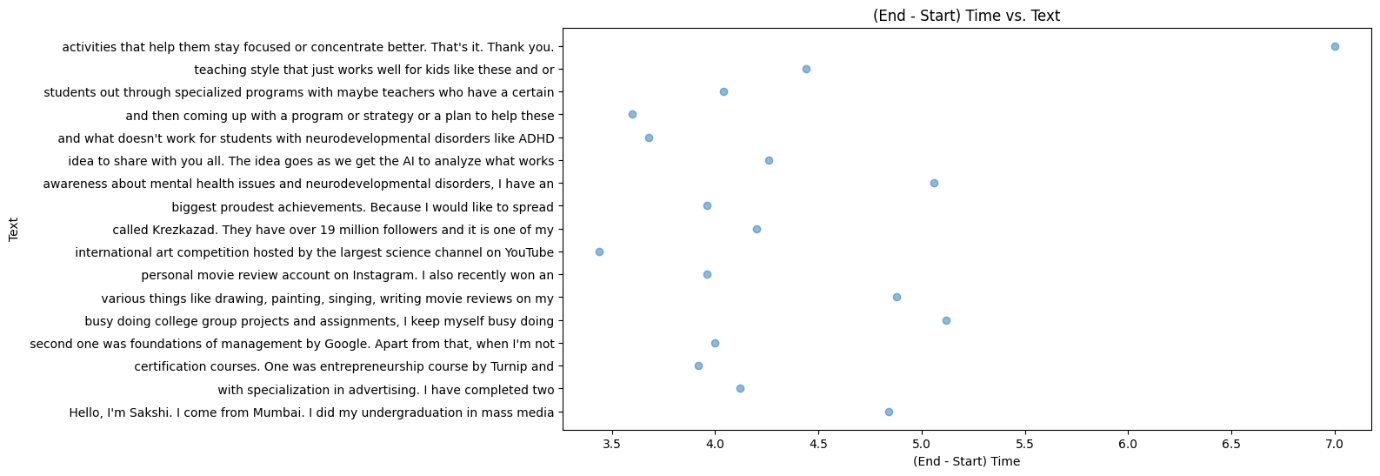 (End - Start) Time vs. Text
activities that help them stay focused or concentrate better. That's it. Thank you.
teaching style that just works well for kids like these and or
students out through specialized programs with maybe teachers who have a certain
and then coming up with a program or strategy or a plan to help these
and what doesn't work for students with neurodevelopmental disorders like ADHD
idea to share with you all. The idea goes as we get the AI to analyze what works
awareness about mental health issues and neurodevelopmental disorders, I have an
biggest proudest achievements. Because I would like to spread
called Krezkazad. They have over 19 million followers and it is one of my
international art competition hosted by the largest science channel on YouTube
personal movie review account on Instagram. I also recently won an
various things like drawing, painting, singing, writing movie reviews on my
busy doing college group projects and assignments, I keep myself busy doing
second one was foundations of management by Google. Apart from that, when I'm not
certification courses. One was entrepreneurship course by Turnip and
with specialization in advertising. I have completed two
Hello, I'm Sakshi. I come from Mumbai. I did my undergraduation in mass media
Text
3.5 4.0 4.5 5.0 5.5 6.0 6.5 7.0
(End - Start) Time